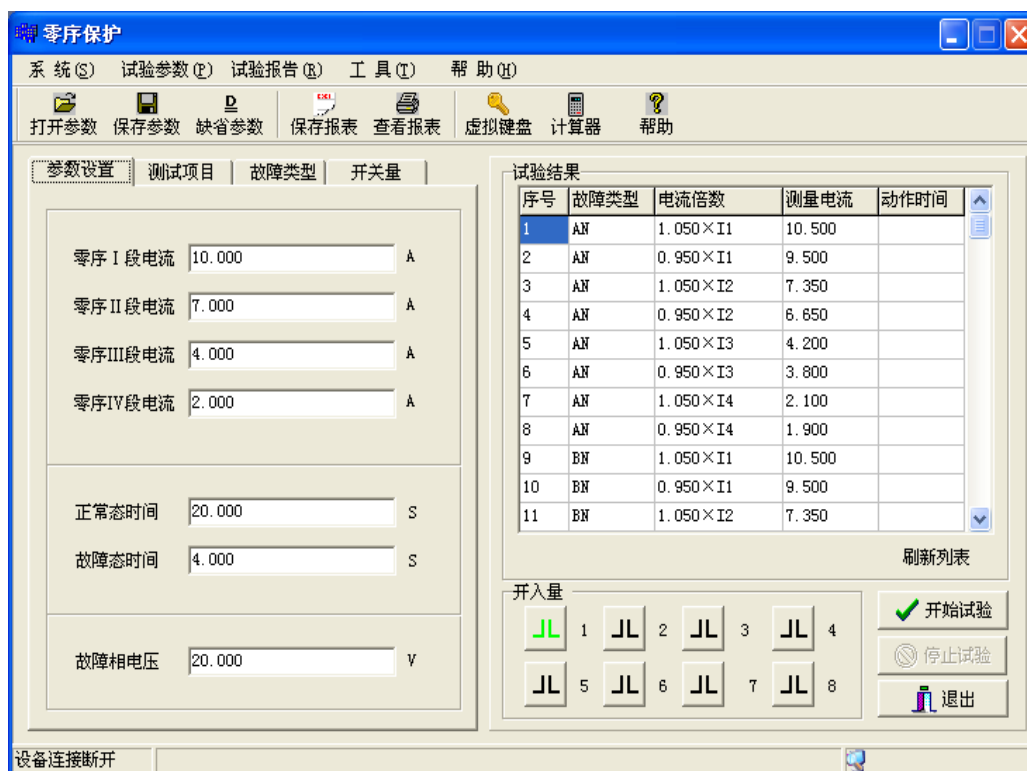 零序保护
系 统(S) 试验参数(P) 试验报告(R) 工 具(T) 帮 助(H)
打开参数 保存参数 缺省参数 保存报表 查看报表 虚拟键盘 计算器 帮助
参数设置 测试项目 故障类型 开关量
零序 I 段电流 10.000 A
零序II段电流 7.000 A
零序III段电流 4.000 A
零序IV段电流 2.000 A
正常态时间 20.000 S
故障态时间 4.000 S
故障相电压 20.000 V
试验结果
序号 故障类型 电流倍数 测量电流 动作时间
1 AN 1.050×I1 10.500
2 AN 0.950×I1 9.500
3 AN 1.050×I2 7.350
4 AN 0.950×I2 6.650
5 AN 1.050×I3 4.200
6 AN 0.950×I3 3.800
7 AN 1.050×I4 2.100
8 AN 0.950×I4 1.900
9 BN 1.050×I1 10.500
10 BN 0.950×I1 9.500
11 BN 1.050×I2 7.350
刷新列表
开入量
1 2 3 4
5 6 7 8
开始试验
停止试验
退出
设备连接断开